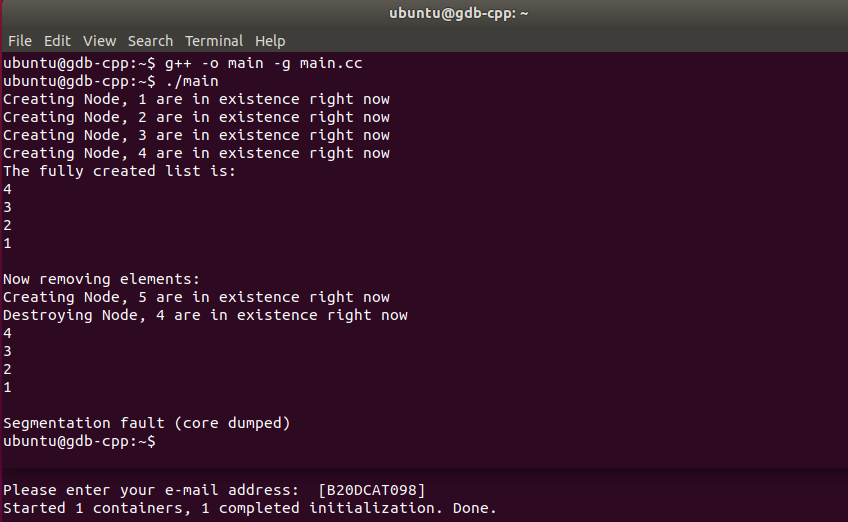 ubuntu@gdb-cpp: ~
File Edit View Search Terminal Help
ubuntu@gdb-cpp:~$ g++ -o main -g main.cc
ubuntu@gdb-cpp:~$ ./main
Creating Node, 1 are in existence right now
Creating Node, 2 are in existence right now
Creating Node, 3 are in existence right now
Creating Node, 4 are in existence right now
The fully created list is:
4
3
2
1
Now removing elements:
Creating Node, 5 are in existence right now
Destroying Node, 4 are in existence right now
4
3
2
1
Segmentation fault (core dumped)
ubuntu@gdb-cpp:~$
Please enter your e-mail address:  [B20DCAT098]
Started 1 containers, 1 completed initialization. Done.